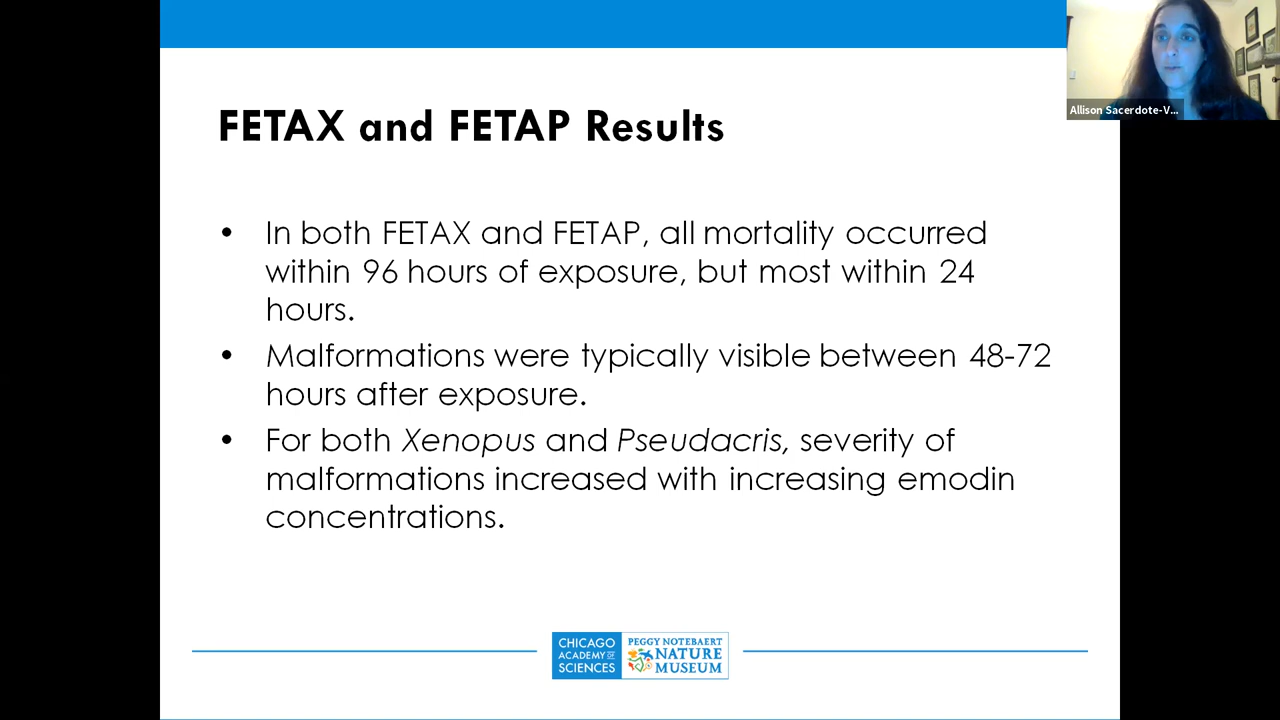 Allison Sacerdote-V...
FETAX and FETAP Results
• In both FETAX and FETAP, all mortality occurred
within 96 hours of exposure, but most within 24
hours.
• Malformations were typically visible between 48-72
hours after exposure.
• For both Xenopus and Pseudacris, severity of
malformations increased with increasing emodin
concentrations.
CHICAGO
ACADEMY OF
SCIENCES
PEGGY NOTEBAERT
NATURE
MUSEUM